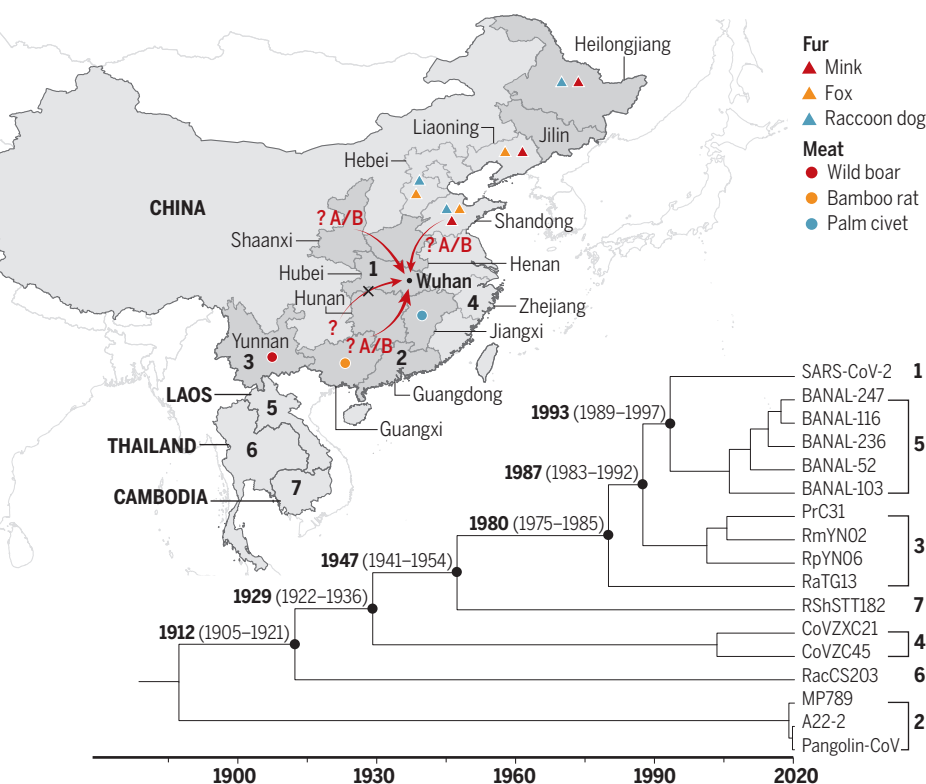 Fur
Mink
Fox
Raccoon dog
Meat
Wild boar
Bamboo rat
Palm civet
Heilongjiang
Liaoning
Jilin
Hebei
CHINA
? A/B
Shandong
Shaanxi
? A/B
Henan
Hubei
1
Wuhan
Hunan
4
Zhejiang
?
Jiangxi
Yunnan
? A/B
3
2
LAOS
5
Guangdong
Guangxi
THAILAND
6
CAMBODIA
7
SARS-CoV-2 1
BANAL-247
1993 (1989–1997)
BANAL-116
BANAL-236 5
BANAL-52
1987 (1983–1992)
BANAL-103
PrC31
1980 (1975–1985)
RmYN02 3
RpYN06
1947 (1941–1954)
RaTG13
1929 (1922–1936)
RShSTT182 7
1912 (1905–1921)
CoVZXC21
4
CoVZC45
RacCS203 6
MP789
A22-2 2
Pangolin-CoV
1900 1930 1960 1990 2020